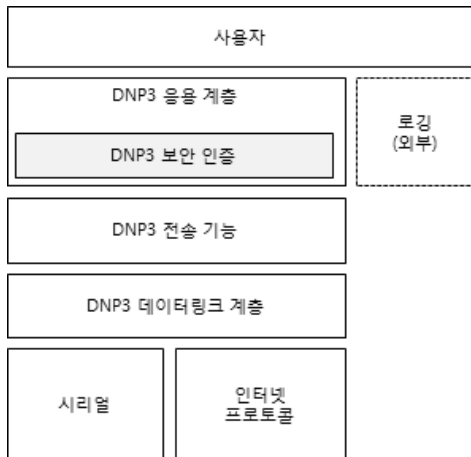 사용자
DNP3 응용 계층
DNP3 보안 인증
로깅
(외부)
DNP3 전송 기능
DNP3 데이터링크 계층
시리얼
인터넷
프로토콜